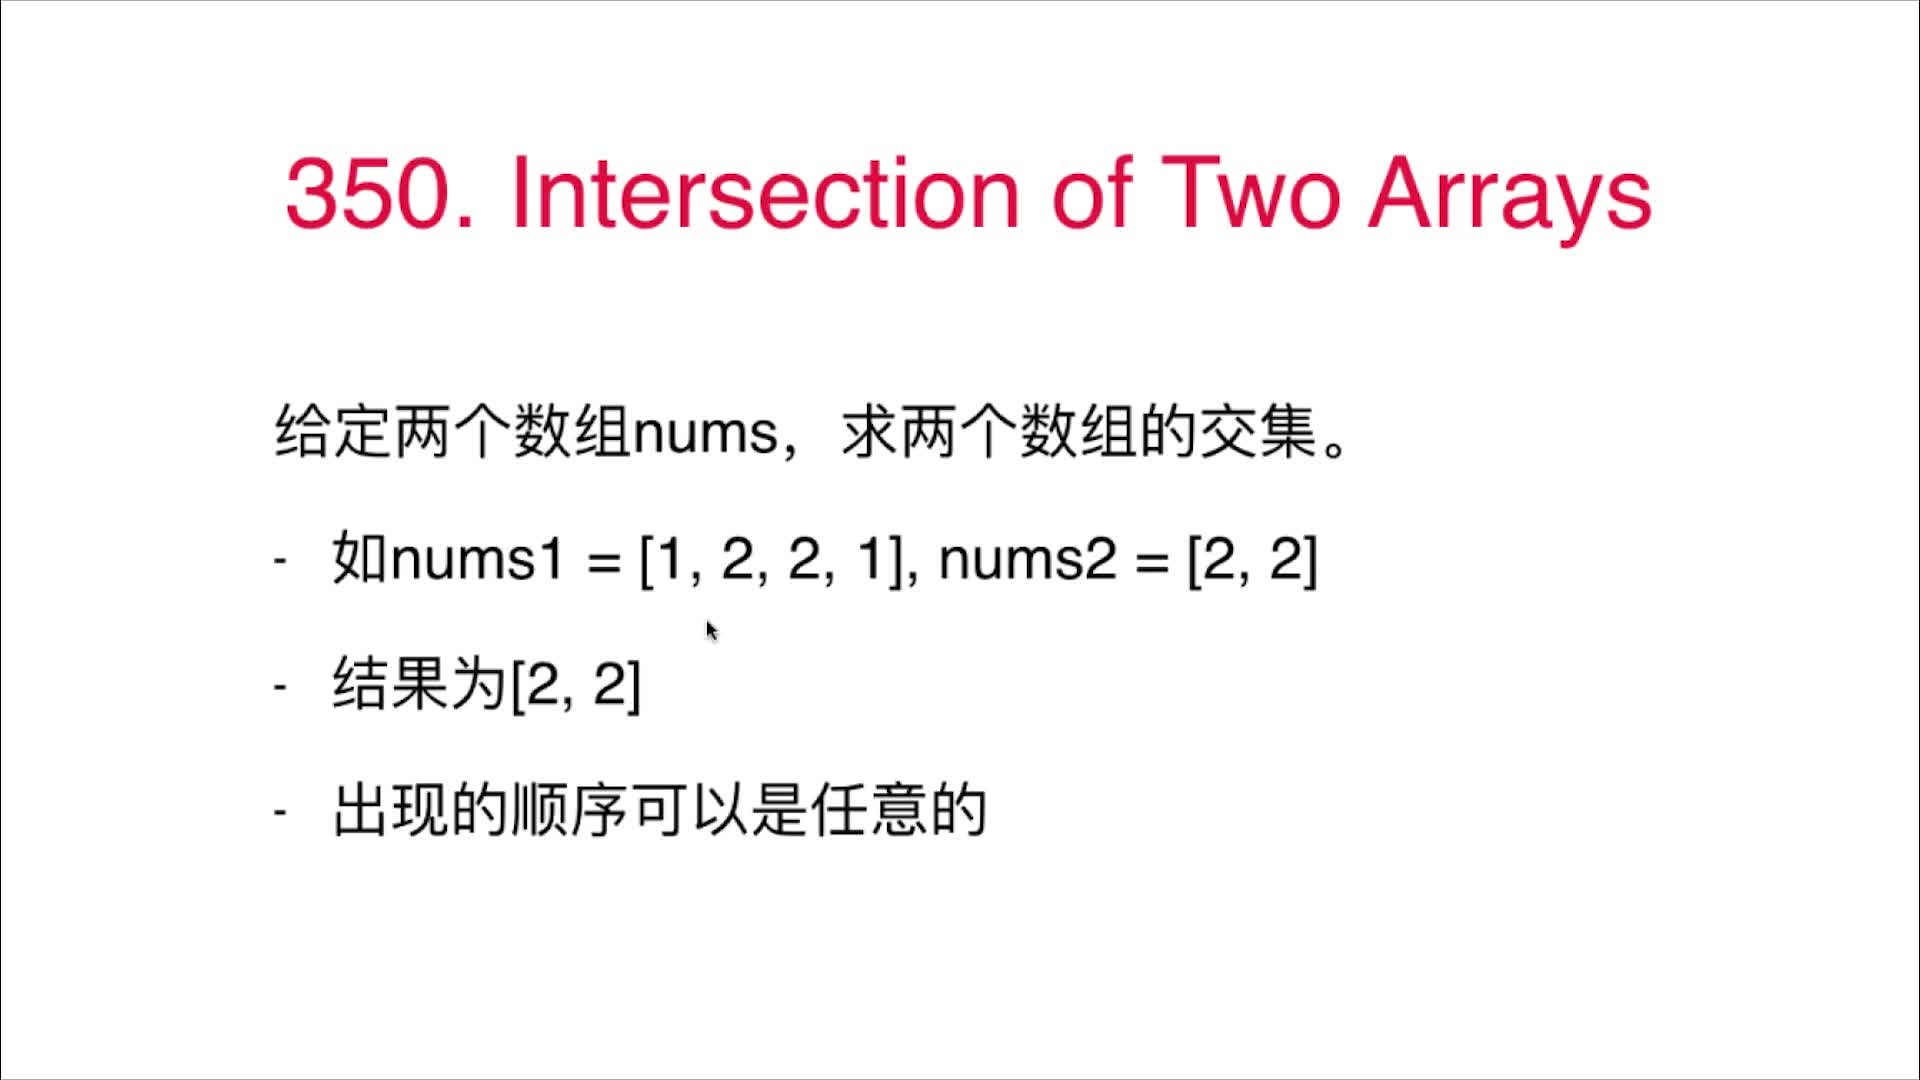 350. Intersection of Two Arrays
给定两个数组nums，求两个数组的交集。
- 如nums1 = [1, 2, 2, 1], nums2 = [2, 2]
- 结果为[2, 2]
- 出现的顺序可以是任意的